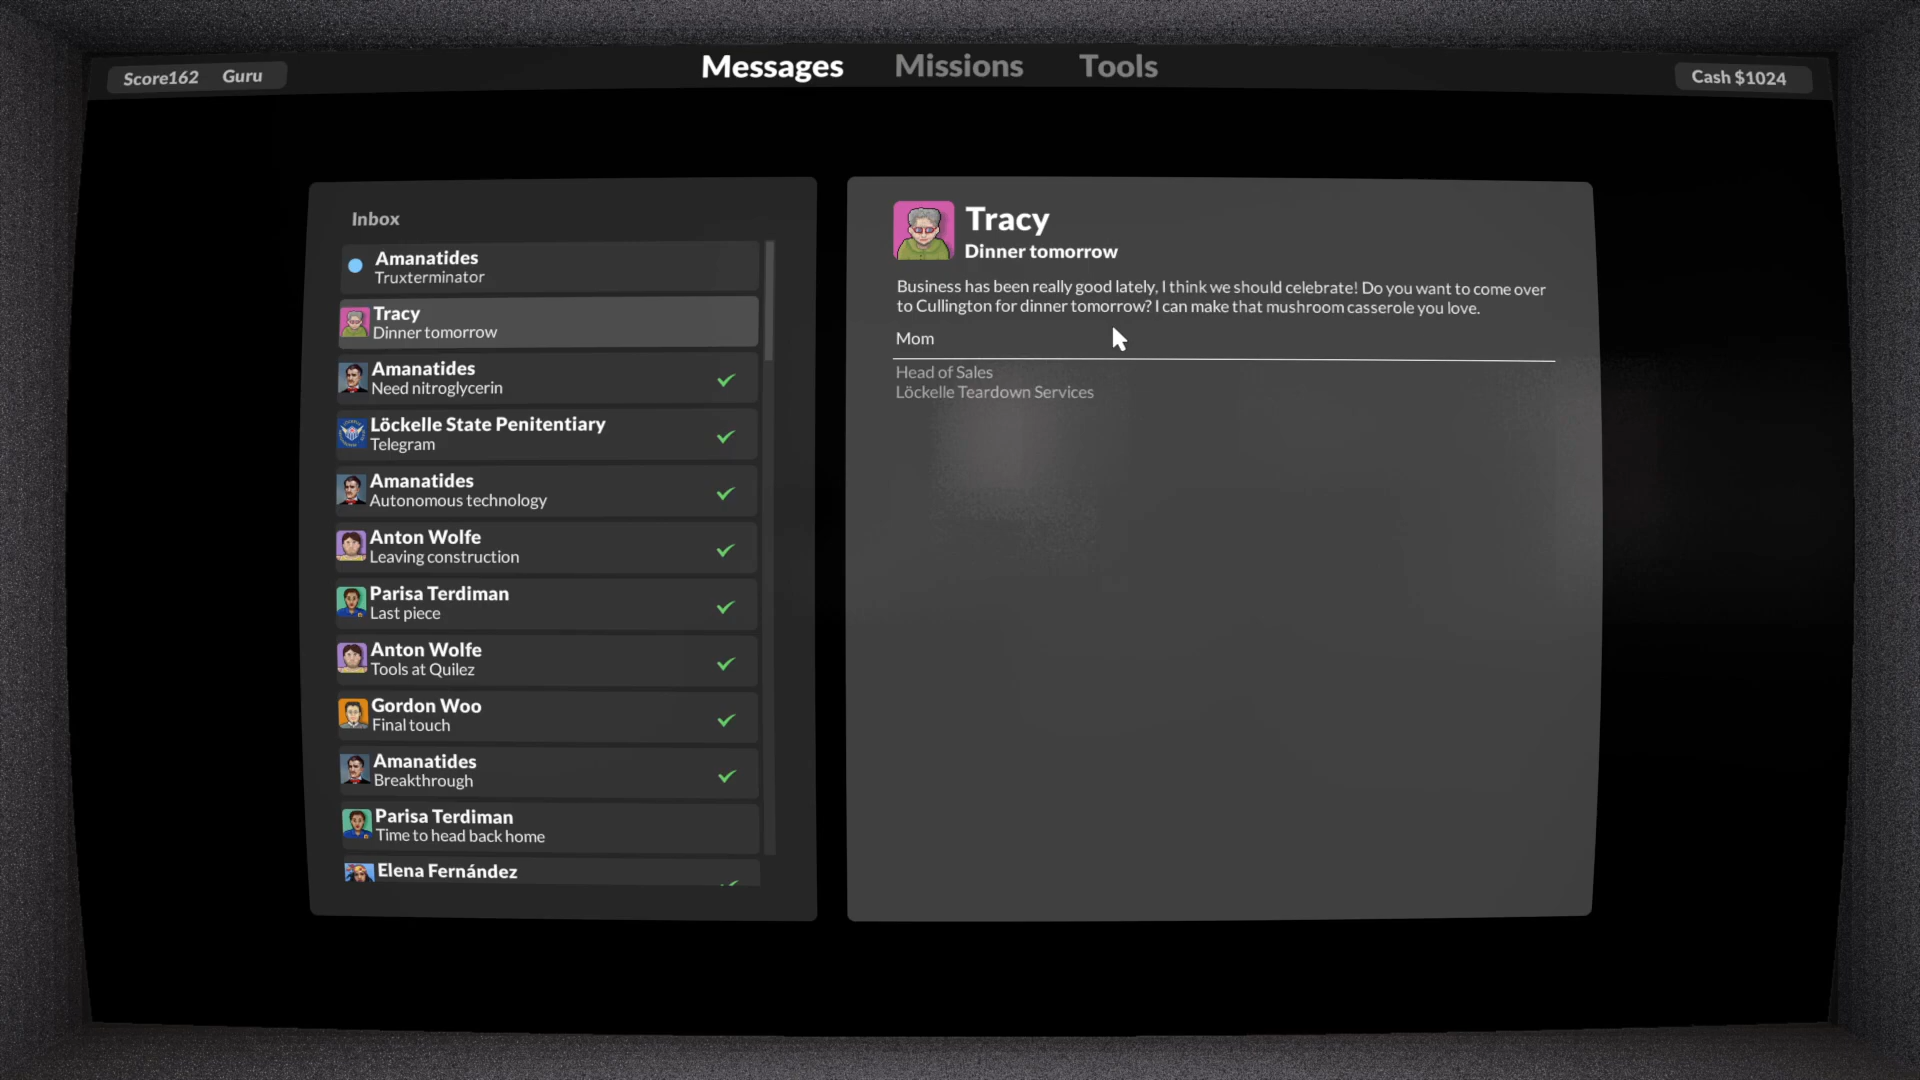 Score162 Guru
Messages Missions Tools
Cash $1024
Inbox
Amanatides
Truxterminator
Tracy
Dinner tomorrow
Amanatides
Need nitroglycerin
Löckelle State Penitentiary
Telegram
Amanatides
Autonomous technology
Anton Wolfe
Leaving construction
Parisa Terdiman
Last piece
Anton Wolfe
Tools at Quilez
Gordon Woo
Final touch
Amanatides
Breakthrough
Parisa Terdiman
Time to head back home
Elena Fernández
Tracy
Dinner tomorrow
Business has been really good lately, I think we should celebrate! Do you want to come over
to Cullington for dinner tomorrow? I can make that mushroom casserole you love.
Mom
Head of Sales
Löckelle Teardown Services